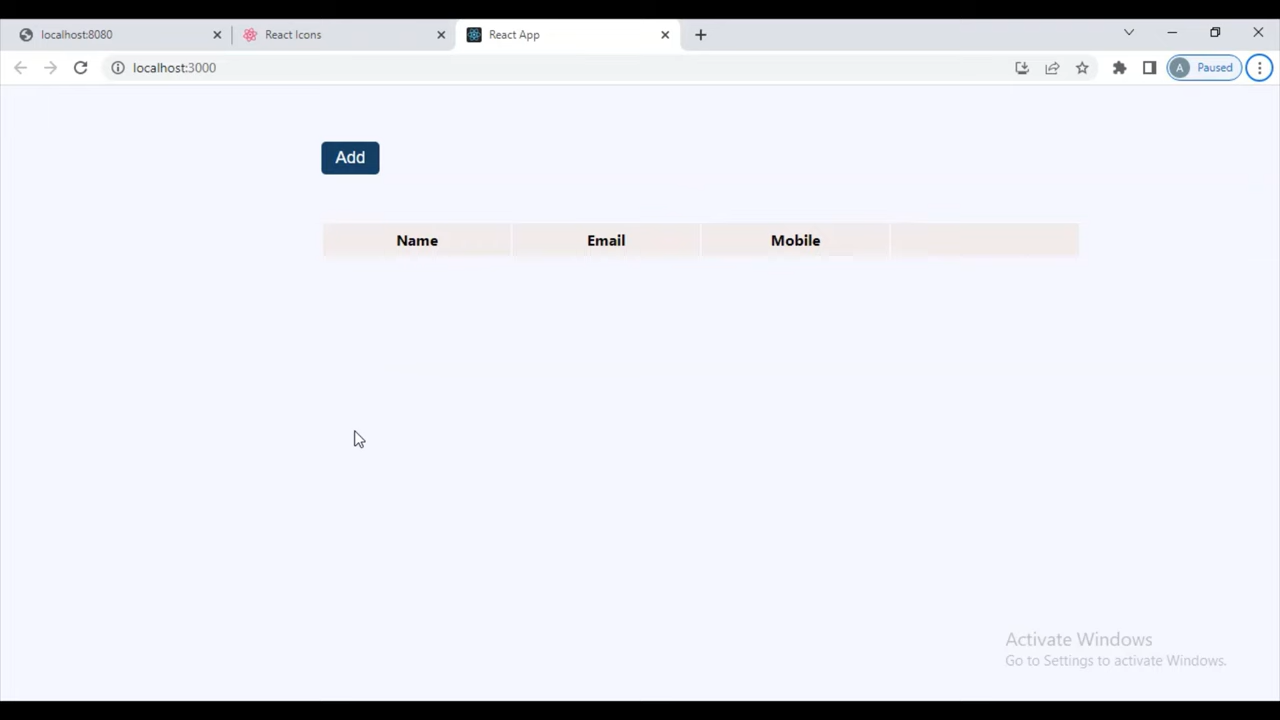 localhost:8080
React Icons
React App
localhost:3000
A
Paused
Add
Name
Email
Mobile
Activate Windows
Go to Settings to activate Windows.